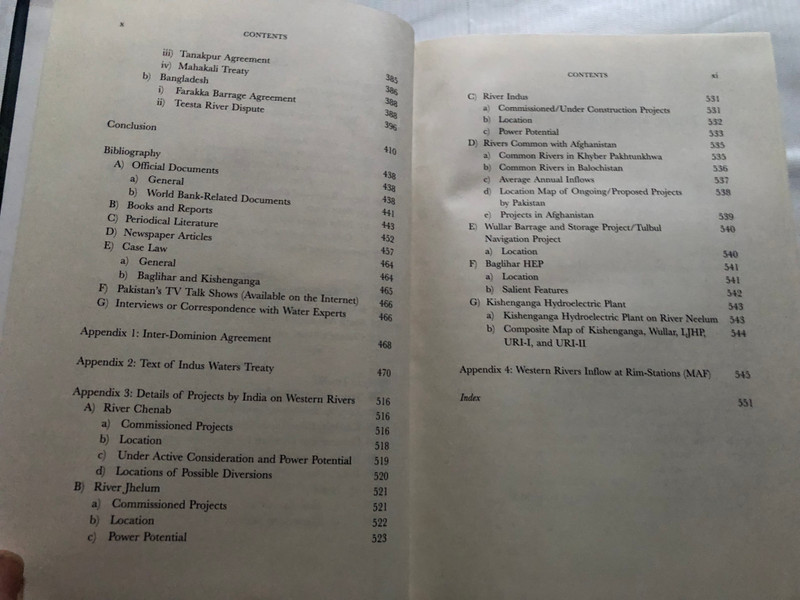 x
CONTENTS
iii) Tanakpur Agreement 385
iv) Mahakali Treaty 386
b) Bangladesh 388
i) Farakka Barrage Agreement 388
ii) Teesta River Dispute 396
Conclusion 410
Bibliography 438
A) Official Documents 438
a) General 438
b) World Bank-Related Documents 441
B) Books and Reports 443
C) Periodical Literature 452
D) Newspaper Articles 457
E) Case Law 464
a) General 464
b) Baglihar and Kishenganga 465
F) Pakistan's TV Talk Shows (Available on the Internet) 466
G) Interviews or Correspondence with Water Experts 466
Appendix 1: Inter-Dominion Agreement 468
Appendix 2: Text of Indus Waters Treaty 470
Appendix 3: Details of Projects by India on Western Rivers 516
A) River Chenab 516
a) Commissioned Projects 516
b) Location 518
c) Under Active Consideration and Power Potential 519
d) Locations of Possible Diversions 520
B) River Jhelum 521
a) Commissioned Projects 521
b) Location 522
c) Power Potential 523
CONTENTS
xi
C) River Indus 531
a) Commissioned/Under Construction Projects 531
b) Location 532
c) Power Potential 533
D) Rivers Common with Afghanistan 535
a) Common Rivers in Khyber Pakhtunkhwa 535
b) Common Rivers in Balochistan 536
c) Average Annual Inflows 537
d) Location Map of Ongoing/Proposed Projects 538
by Pakistan
e) Projects in Afghanistan 539
E) Wullar Barrage and Storage Project/Tulbul 540
Navigation Project
a) Location 540
F) Baglihar HEP 541
a) Location 541
b) Salient Features 542
G) Kishenganga Hydroelectric Plant 543
a) Kishenganga Hydroelectric Plant on River Neelum 543
b) Composite Map of Kishenganga, Wullar, LJHP, 544
URI-I, and URI-II
Appendix 4: Western Rivers Inflow at Rim-Stations (MAF) 545
Index 551